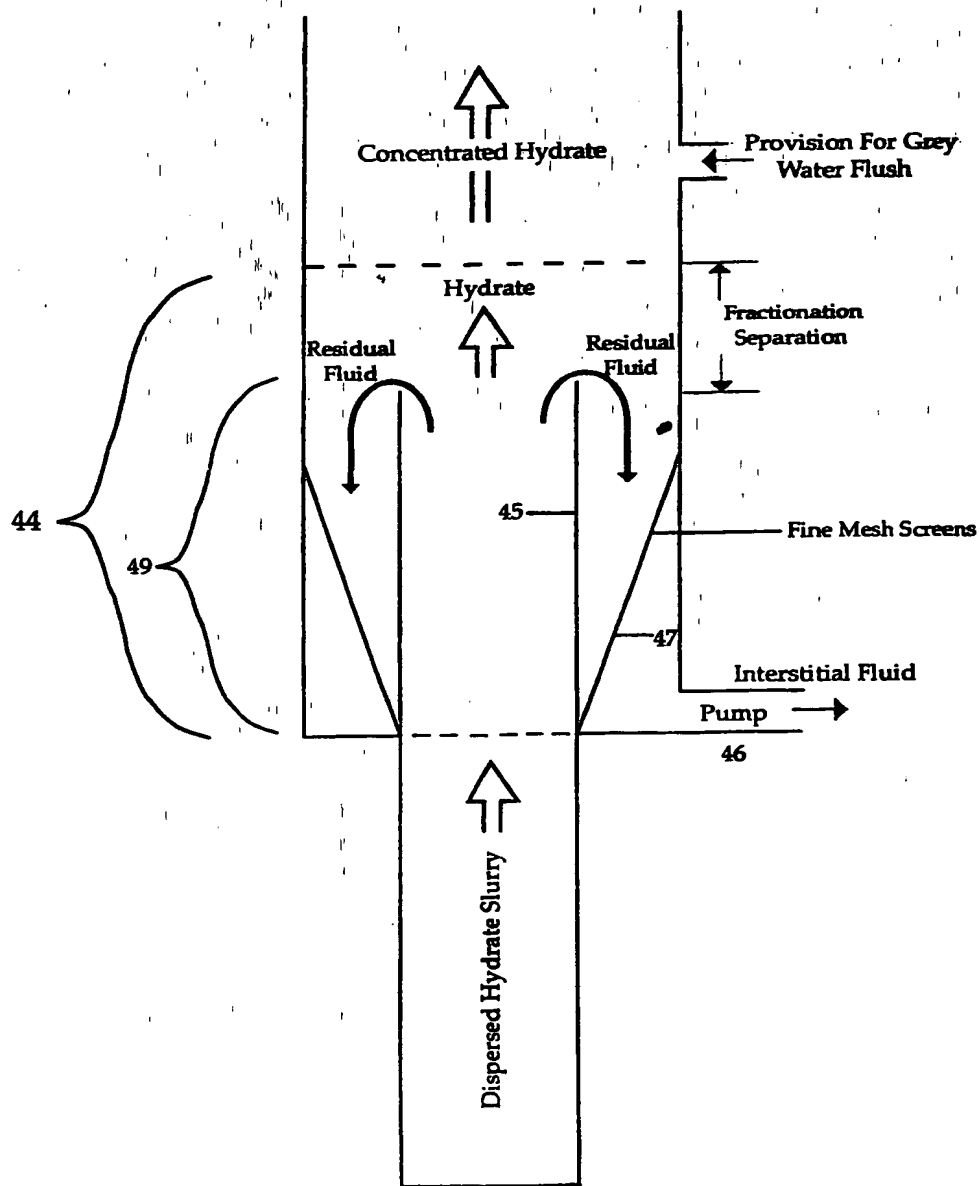 Concentrated Hydrate
Provision For Grey
Water Flush
Hydrate
Fractionation
Separation
Residual
Fluid
Residual
Fluid
44
49
45
Fine Mesh Screens
47
Interstitial Fluid
Pump
46
Dispersed Hydrate Slurry